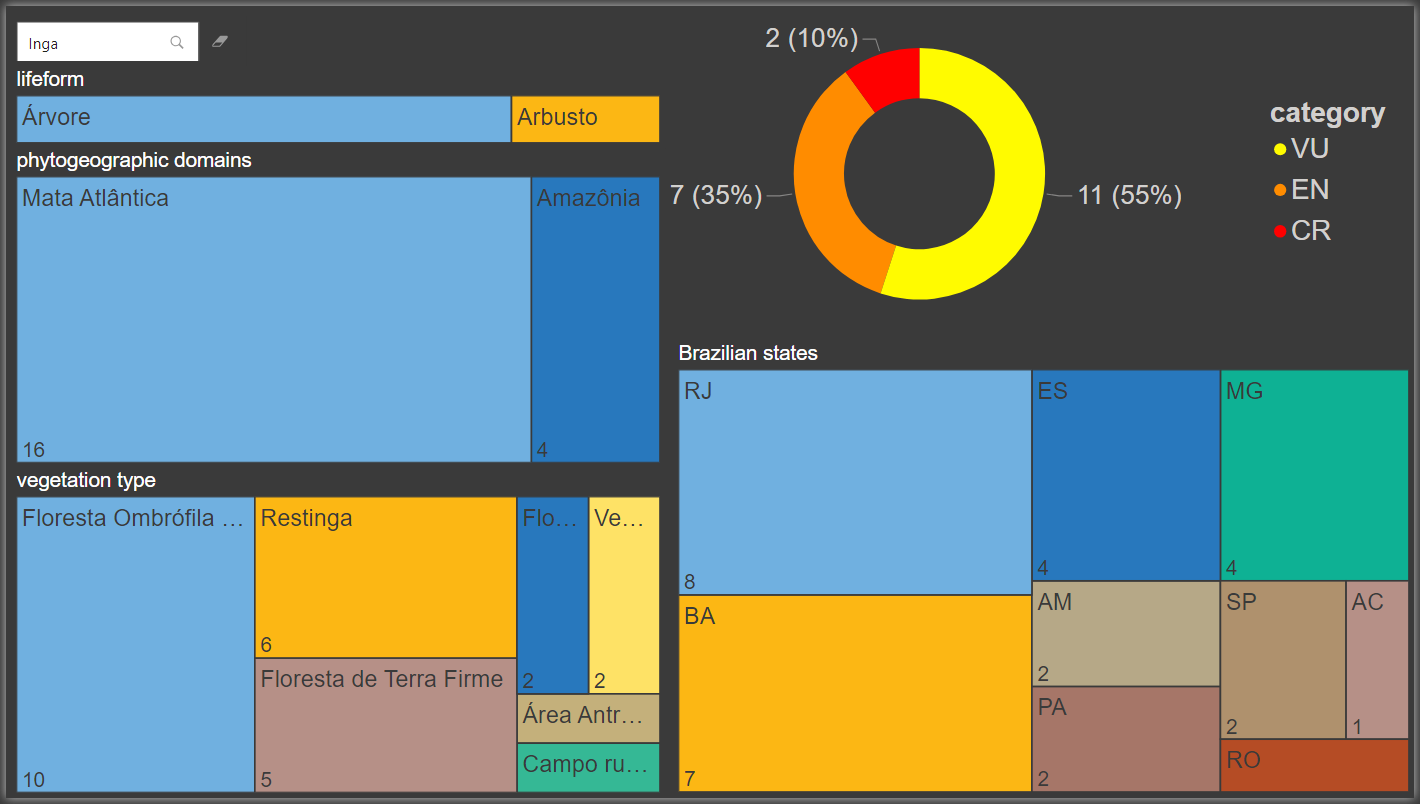 Inga
lifeform
Árvore
Arbusto
phytogeographic domains
Mata Atlântica
16
Amazônia
4
vegetation type
Floresta Ombrófila ...
10
Restinga
6
Floresta de Terra Firme
5
Flo...
2
Ve...
2
Área Antr...
Campo ru...
2 (10%)
7 (35%)
11 (55%)
category
VU
EN
CR
Brazilian states
RJ
8
BA
7
ES
4
MG
4
AM
2
PA
2
SP
2
AC
1
RO